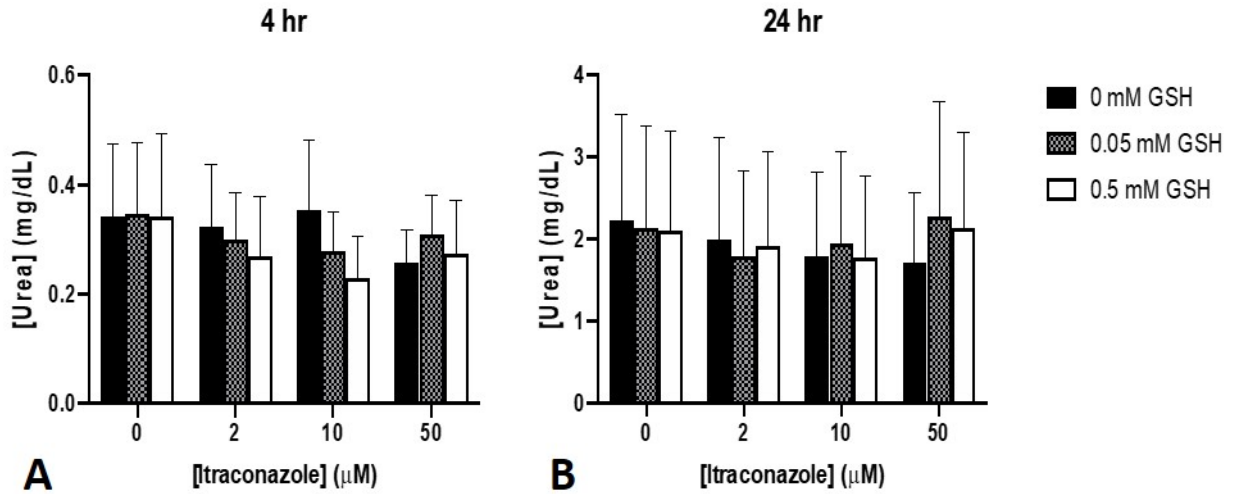 4 hr
[Urea] (mg/dL)
0.6
0.4
0.2
0.0
0 2 10 50
[Itraconazole] (μM)
A
24 hr
[Urea] (mg/dL)
4
3
2
1
0
0 2 10 50
[Itraconazole] (μM)
B
0 mM GSH
0.05 mM GSH
0.5 mM GSH